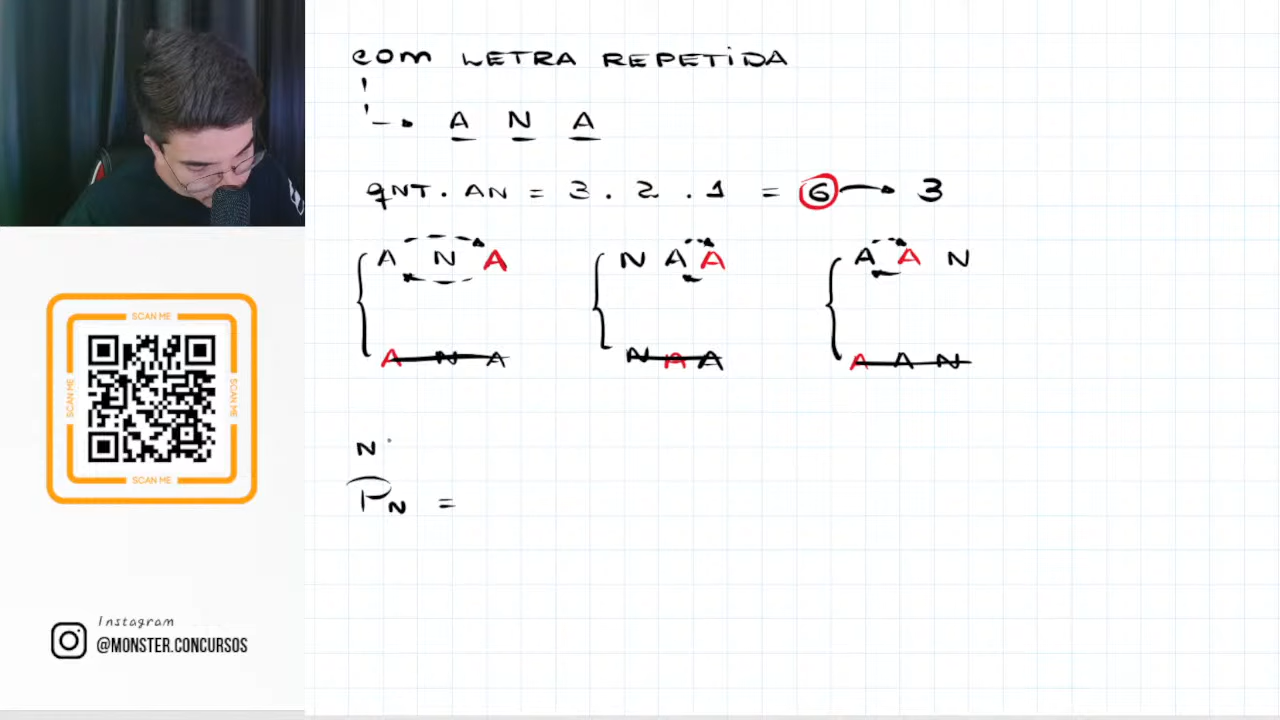 COM LETRA REPETIDA
A N A
QNT. AN = 3 . 2 . 1 = 6 → 3
A N A N A A A A N
A N A N A A A A N
N
PN =
SCAN ME
SCAN ME
SCAN ME
SCAN ME
Instagram
@MONSTER.CONCURSOS